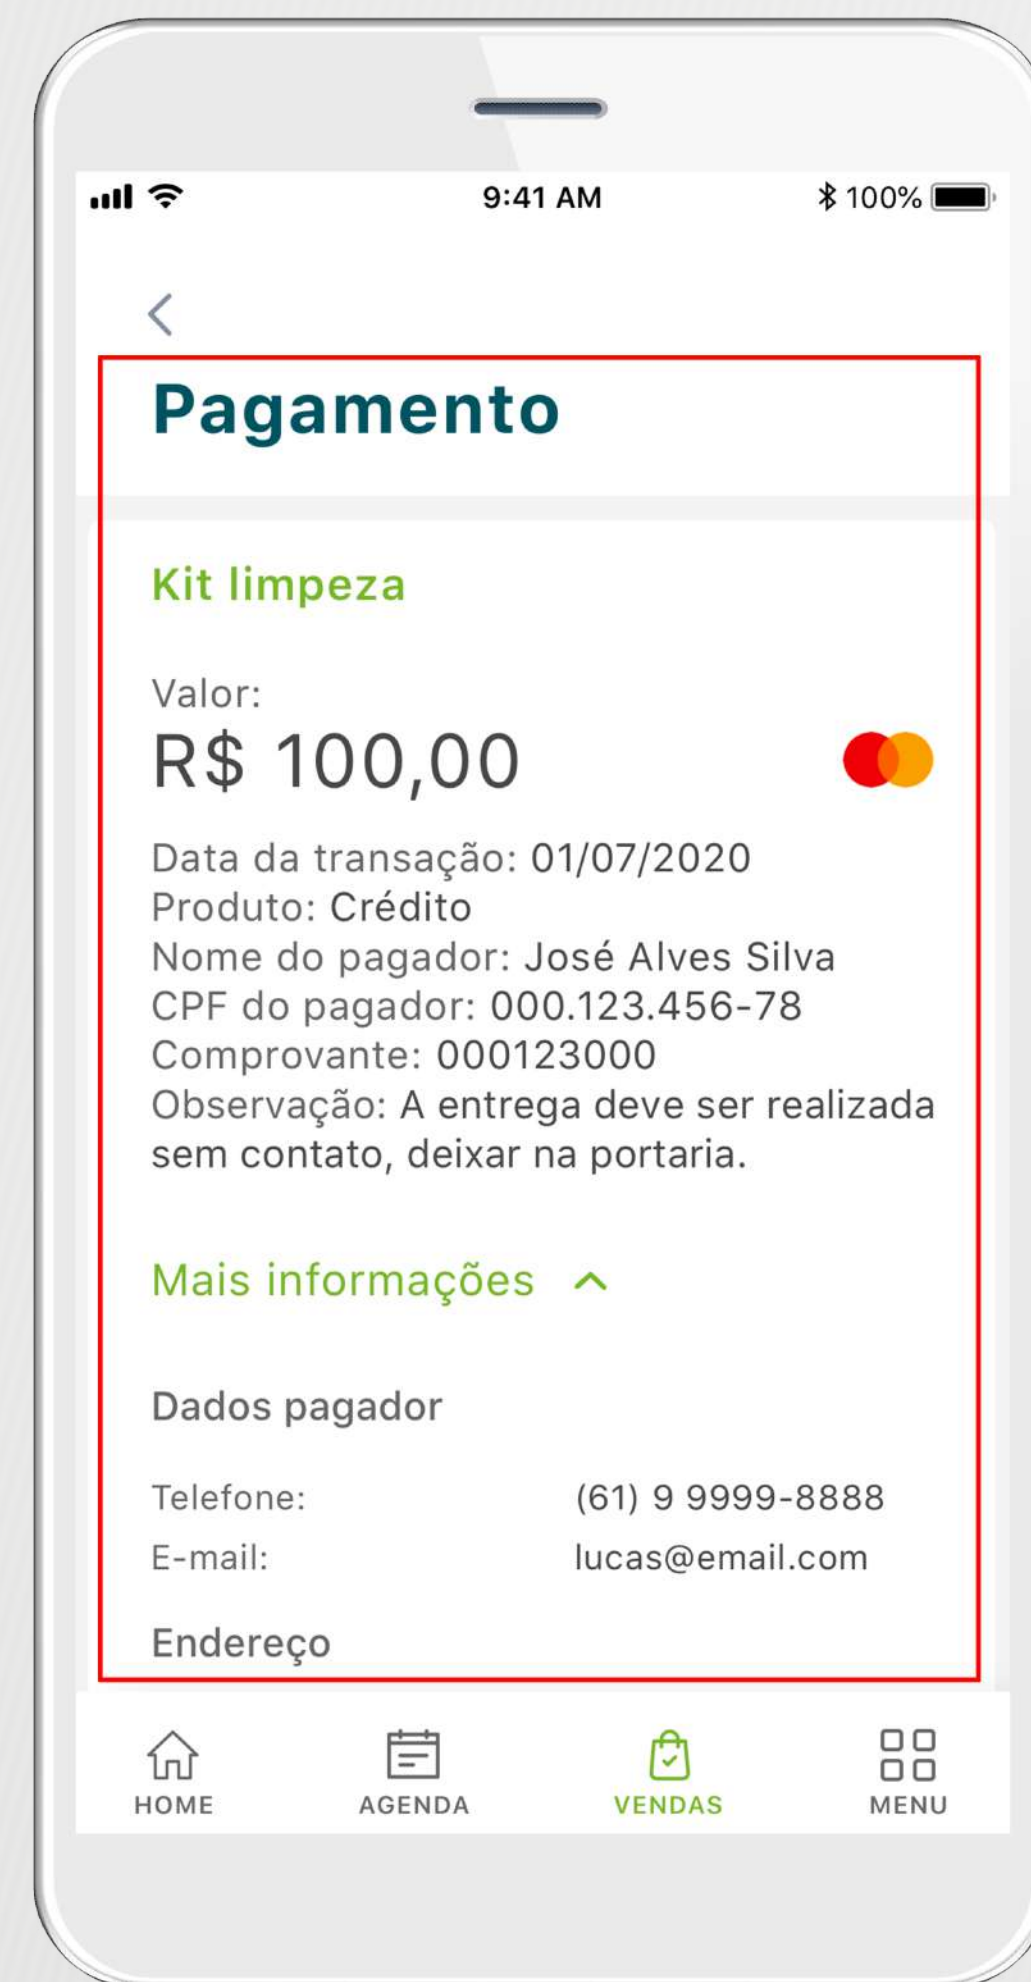 9:41 AM
100%
Pagamento
Kit limpeza
Valor:
R$ 100,00
Data da transação: 01/07/2020
Produto: Crédito
Nome do pagador: José Alves Silva
CPF do pagador: 000.123.456-78
Comprovante: 000123000
Observação: A entrega deve ser realizada
sem contato, deixar na portaria.
Mais informações
Dados pagador
Telefone: (61) 9 9999-8888
E-mail: lucas@email.com
Endereço
HOME AGENDA VENDAS MENU